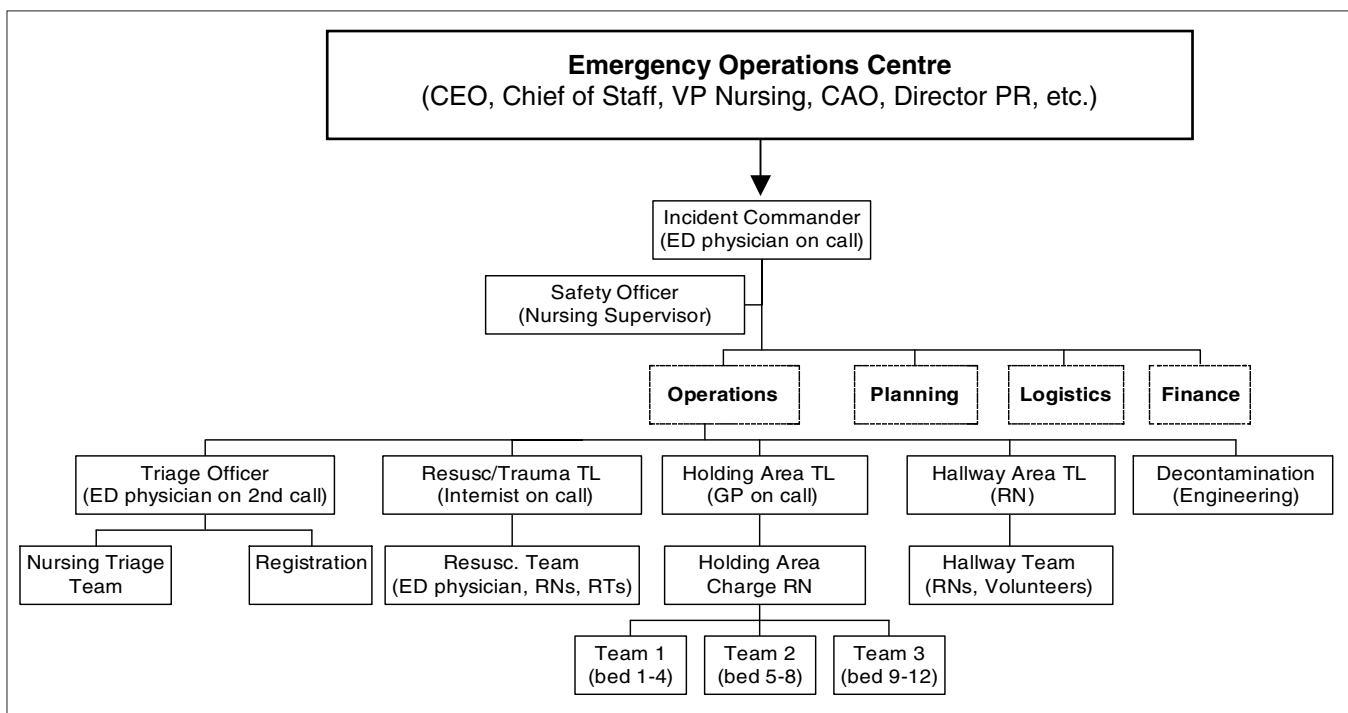 Emergency Operations Centre
(CEO, Chief of Staff, VP Nursing, CAO, Director PR, etc.)
Incident Commander
(ED physician on call)
Safety Officer
(Nursing Supervisor)
Operations
Planning
Logistics
Finance
Triage Officer
(ED physician on 2nd call)
Resusc/Trauma TL
(Internist on call)
Holding Area TL
(GP on call)
Hallway Area TL
(RN)
Decontamination
(Engineering)
Nursing Triage
Team
Registration
Resusc. Team
(ED physician, RNs, RTs)
Holding Area
Charge RN
Hallway Team
(RNs, Volunteers)
Team 1
(bed 1-4)
Team 2
(bed 5-8)
Team 3
(bed 9-12)